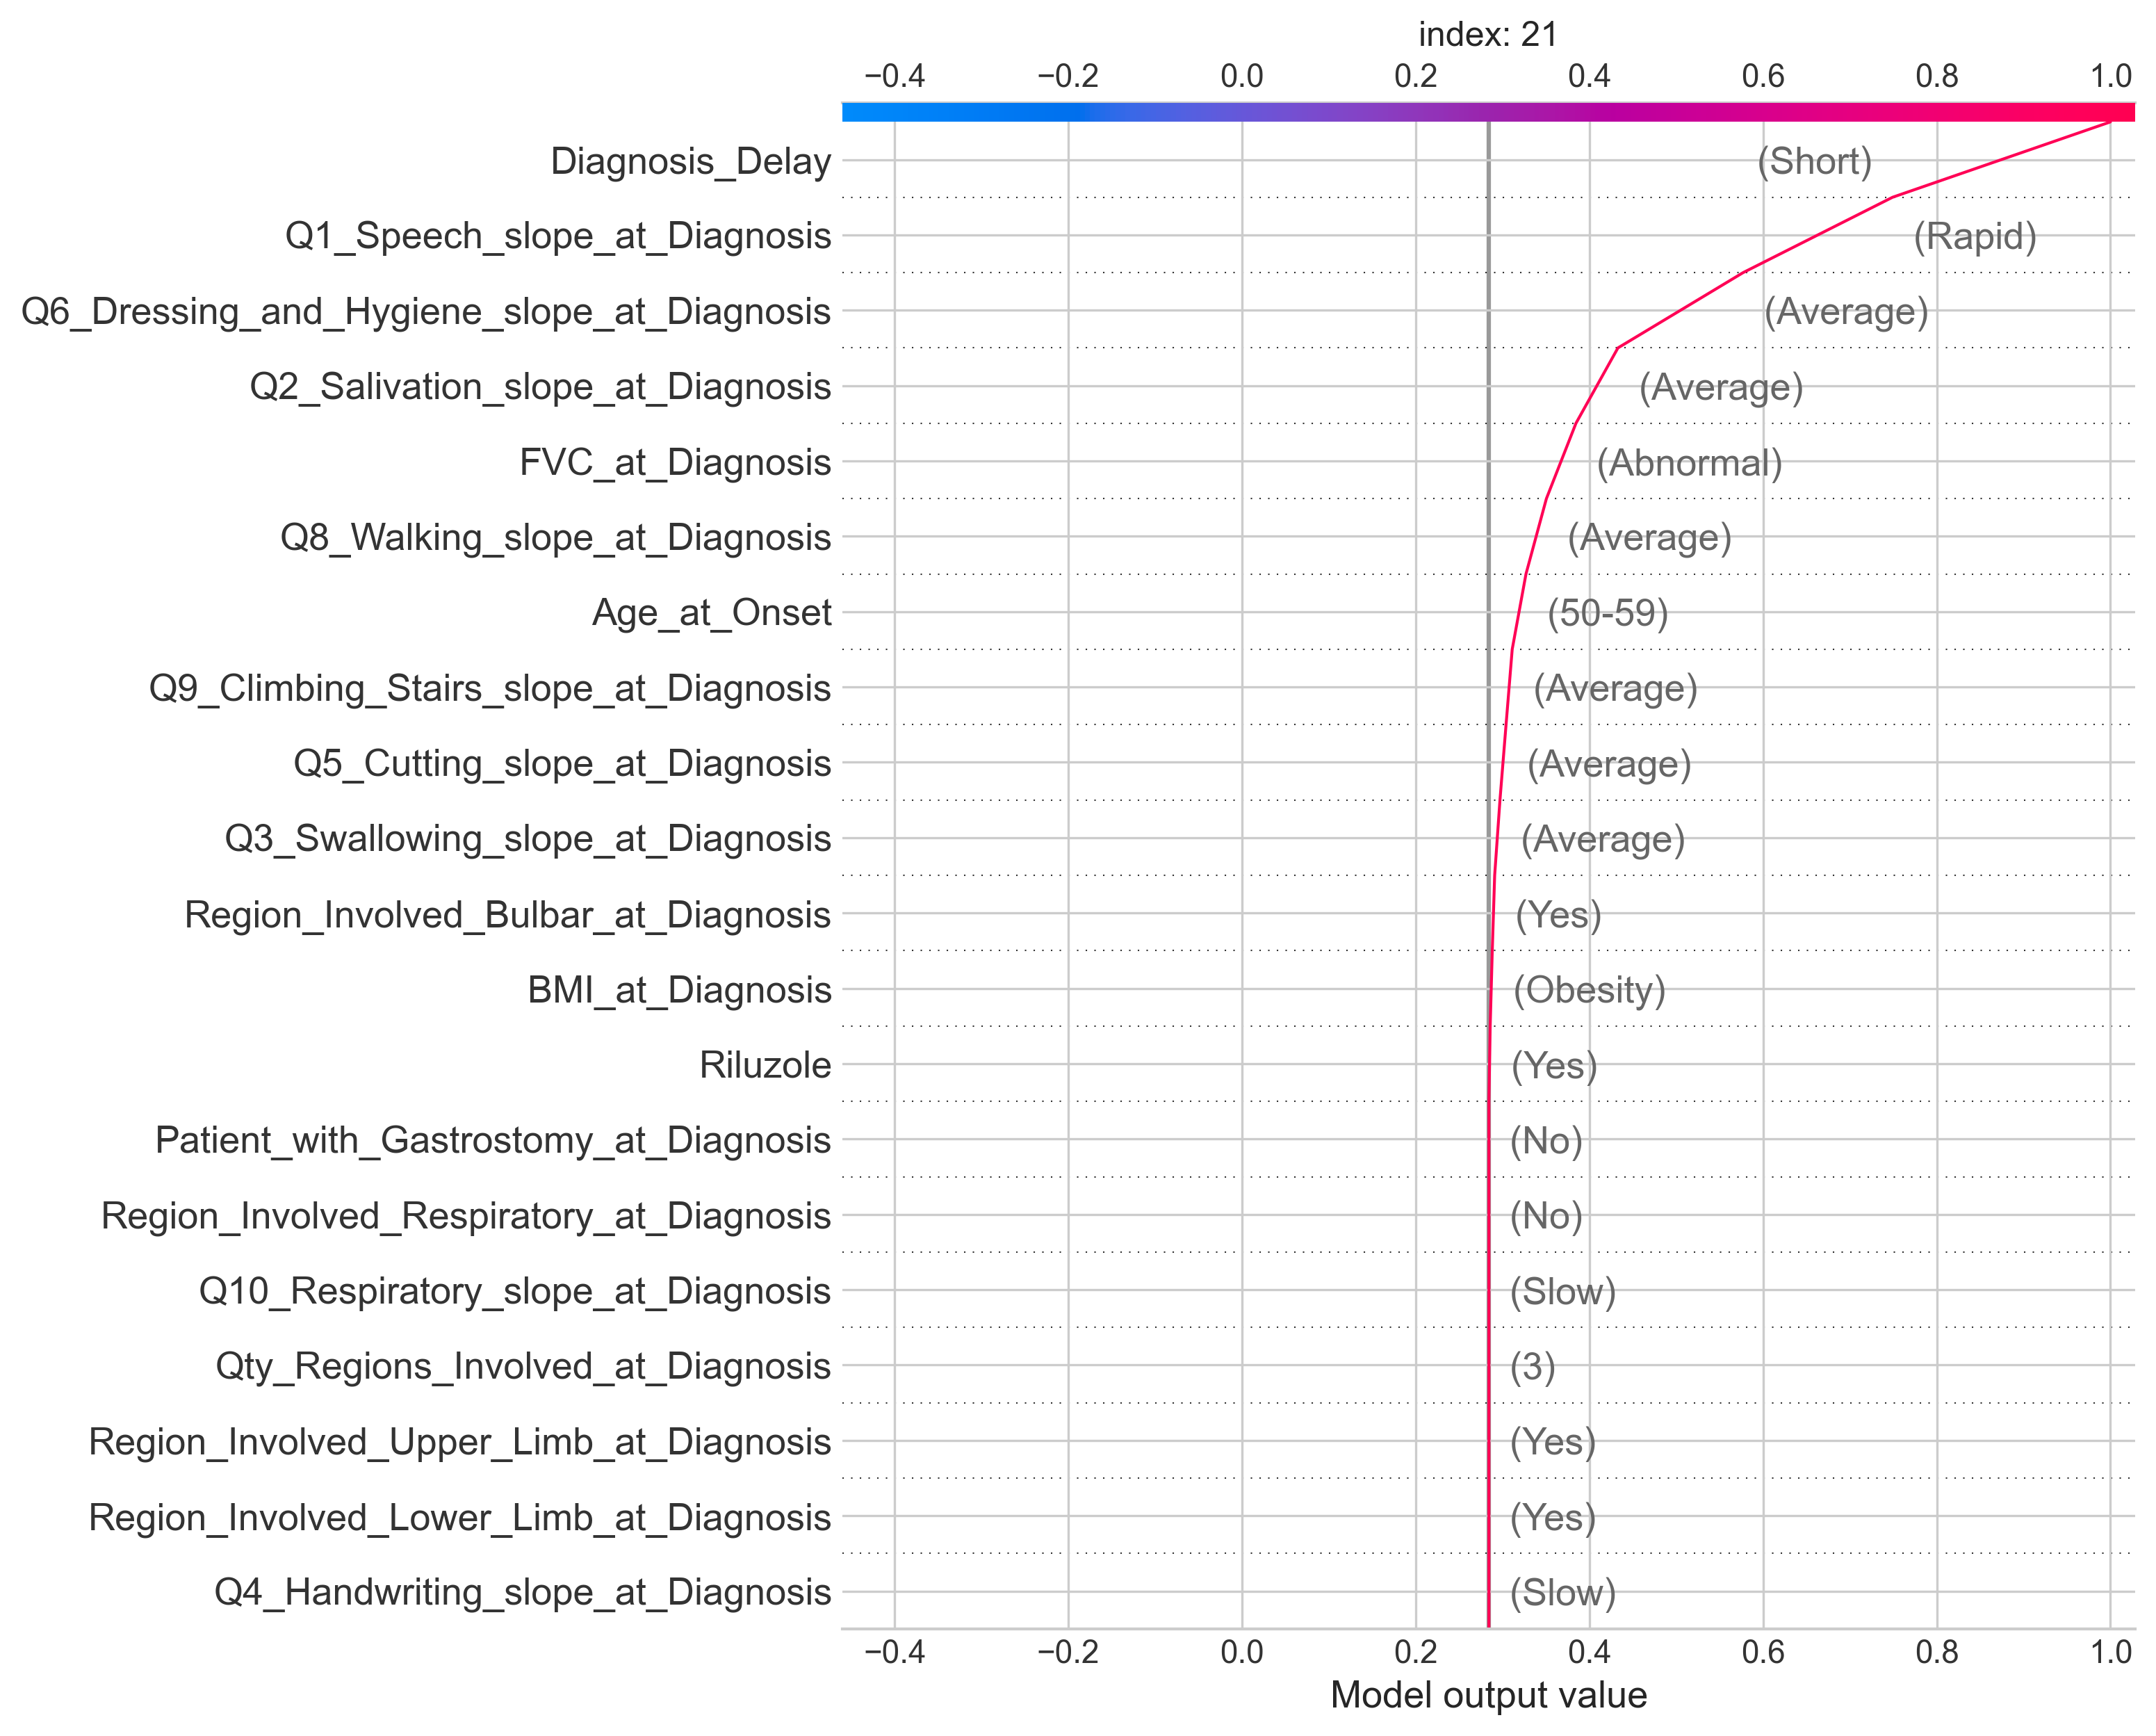 index: 21
−0.4 −0.2 0.0 0.2 0.4 0.6 0.8 1.0
Diagnosis_Delay (Short)
Q1_Speech_slope_at_Diagnosis (Rapid)
Q6_Dressing_and_Hygiene_slope_at_Diagnosis (Average)
Q2_Salivation_slope_at_Diagnosis (Average)
FVC_at_Diagnosis (Abnormal)
Q8_Walking_slope_at_Diagnosis (Average)
Age_at_Onset (50-59)
Q9_Climbing_Stairs_slope_at_Diagnosis (Average)
Q5_Cutting_slope_at_Diagnosis (Average)
Q3_Swallowing_slope_at_Diagnosis (Average)
Region_Involved_Bulbar_at_Diagnosis (Yes)
BMI_at_Diagnosis (Obesity)
Riluzole (Yes)
Patient_with_Gastrostomy_at_Diagnosis (No)
Region_Involved_Respiratory_at_Diagnosis (No)
Q10_Respiratory_slope_at_Diagnosis (Slow)
Qty_Regions_Involved_at_Diagnosis (3)
Region_Involved_Upper_Limb_at_Diagnosis (Yes)
Region_Involved_Lower_Limb_at_Diagnosis (Yes)
Q4_Handwriting_slope_at_Diagnosis (Slow)
−0.4 −0.2 0.0 0.2 0.4 0.6 0.8 1.0
Model output value